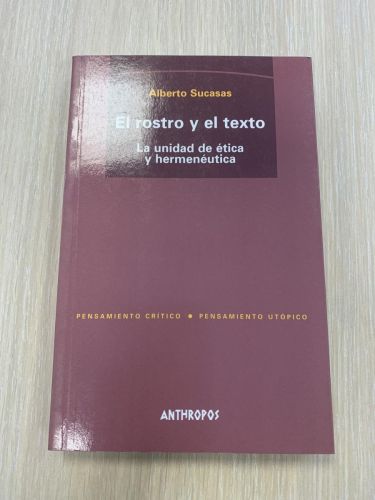 Alberto Sucasas
El rostro y el texto
La unidad de ética
y hermenéutica
PENSAMIENTO CRÍTICO • PENSAMIENTO UTÓPICO
ANTHROPOS